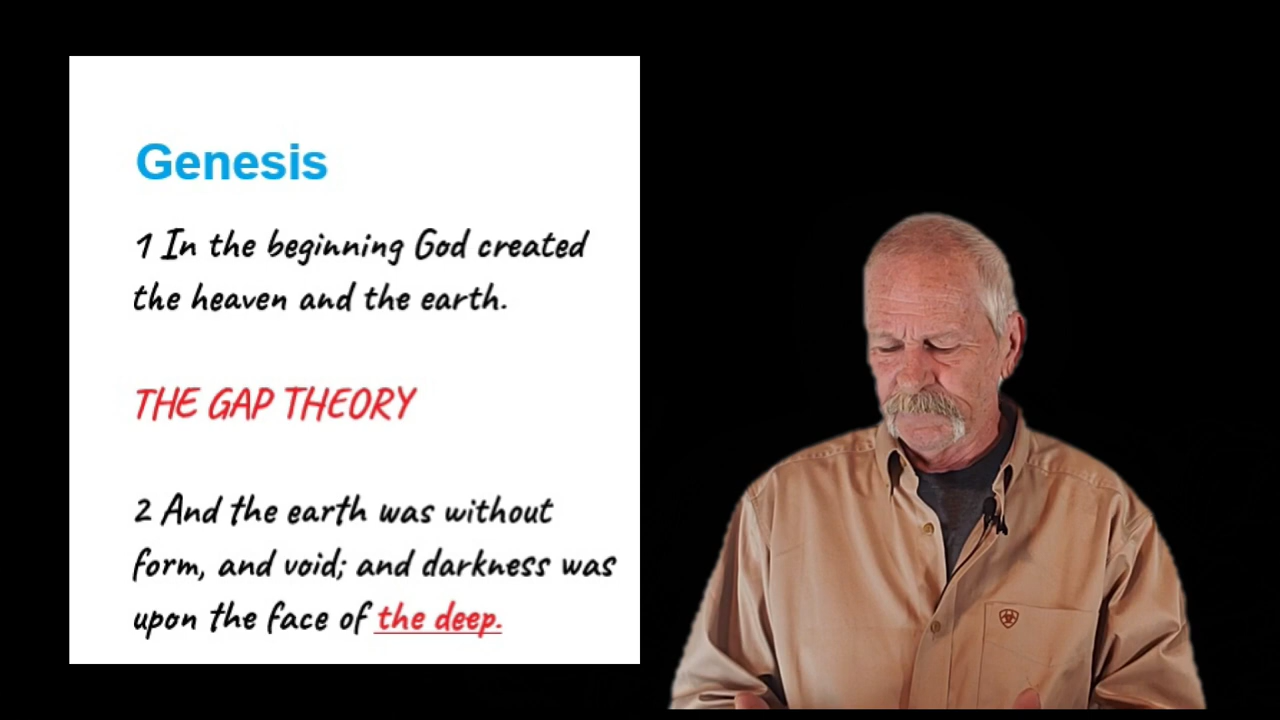 Genesis
1 In the beginning God created
the heaven and the earth.
THE GAP THEORY
2 And the earth was without
form, and void; and darkness was
upon the face of the deep.